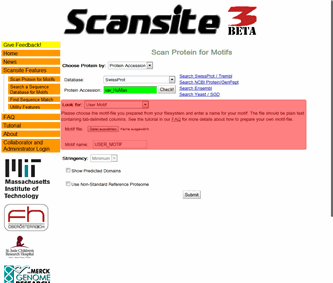 Scansite 3 BETA
Give Feedback!
Home
News
Scansite Features
Scan Protein for Motifs
Search a Sequence Database for Motifs
Find Sequence Match
Utility Features
FAQ
Tutorial
About
Collaborator and Administrator Login
MIT
Massachusetts
Institute of
Technology
fh
St. Jude Children's
Research Hospital
MERCK
GENOME
RESEARCH
Scan Protein for Motifs
Choose Protein by: Protein Accession
Database SwissProt
Protein Accession: Check!
Search SwissProt / Trembl
Search NCBI Protein/GenPept
Search Ensembl
Search Yeast / SGD
Look for: User Motif
Please choose the motif file you prepared from your filesystem and enter a name for your motif. The file should be plain text
containing tab-delimited columns. See the tutorial in our FAQ for more details about how to prepare your own motif file.
Motif file:
Motif name: USER_MOTIF
Stringency: Minimum
Show Predicted Domains
Use Non-Standard Reference Proteome
Submit